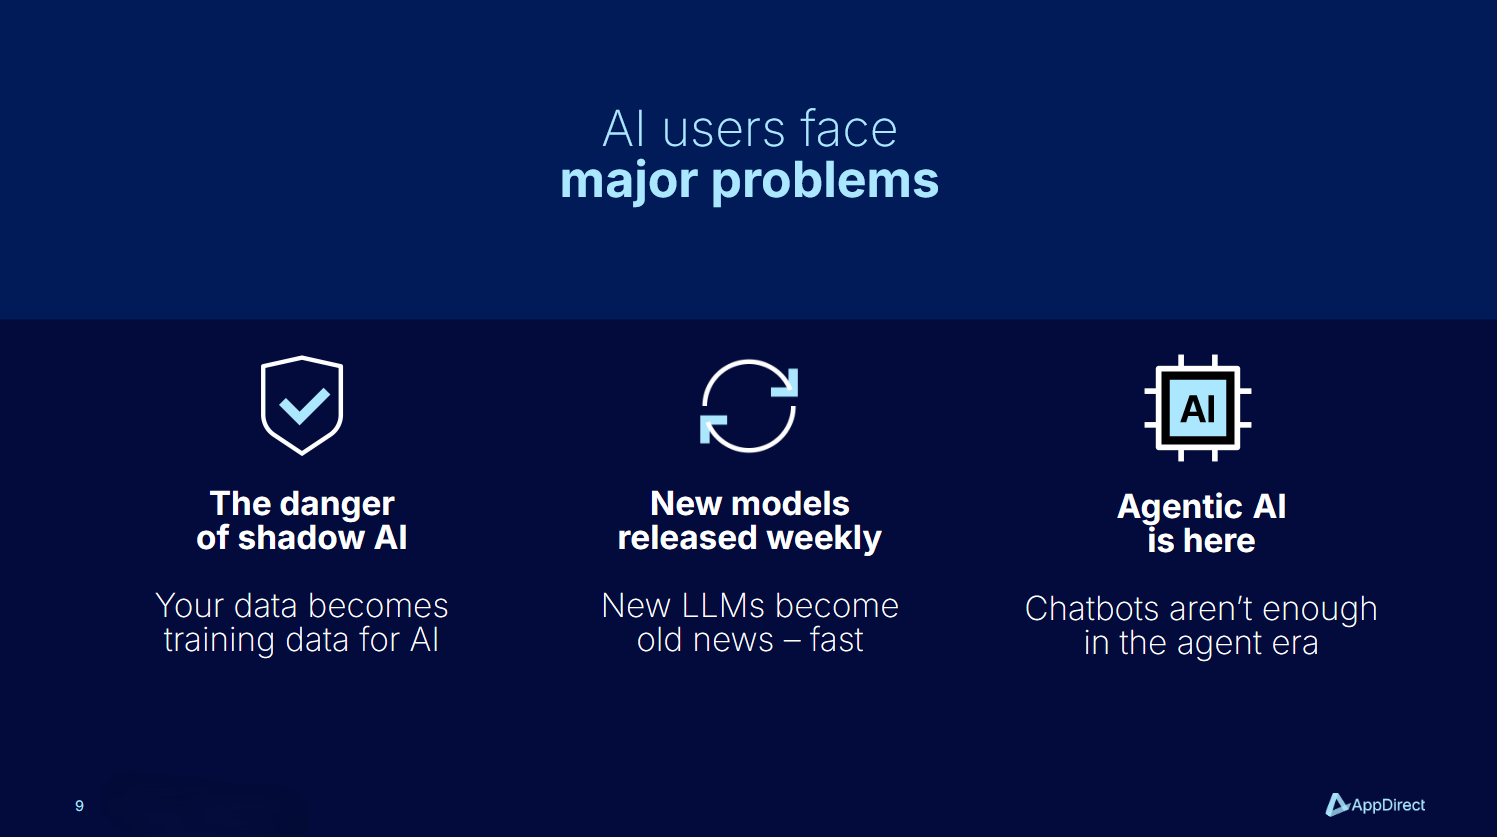 AI users face
major problems
AI
The danger
of shadow AI
Your data becomes
training data for AI
New models
released weekly
New LLMs become
old news – fast
Agentic AI
is here
Chatbots aren’t enough
in the agent era
9
AppDirect